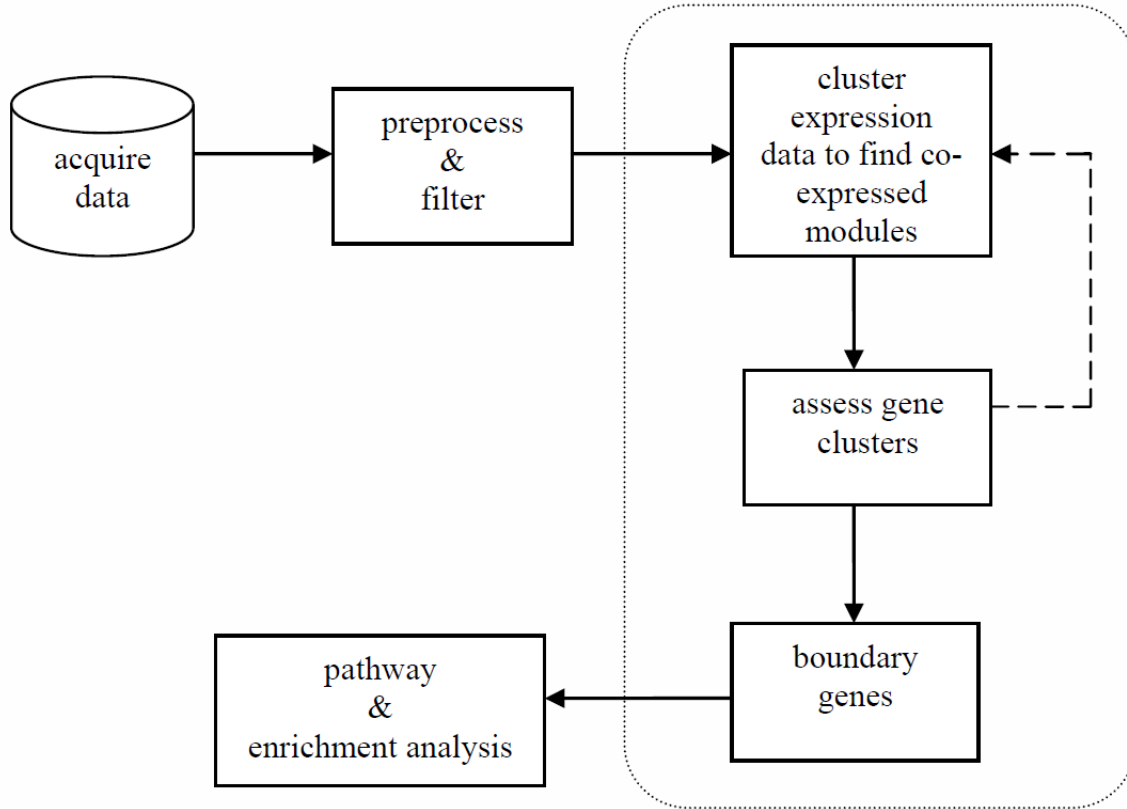 acquire
data
preprocess
&
filter
cluster
expression
data to find co-
expressed
modules
assess gene
clusters
boundary
genes
pathway
&
enrichment analysis